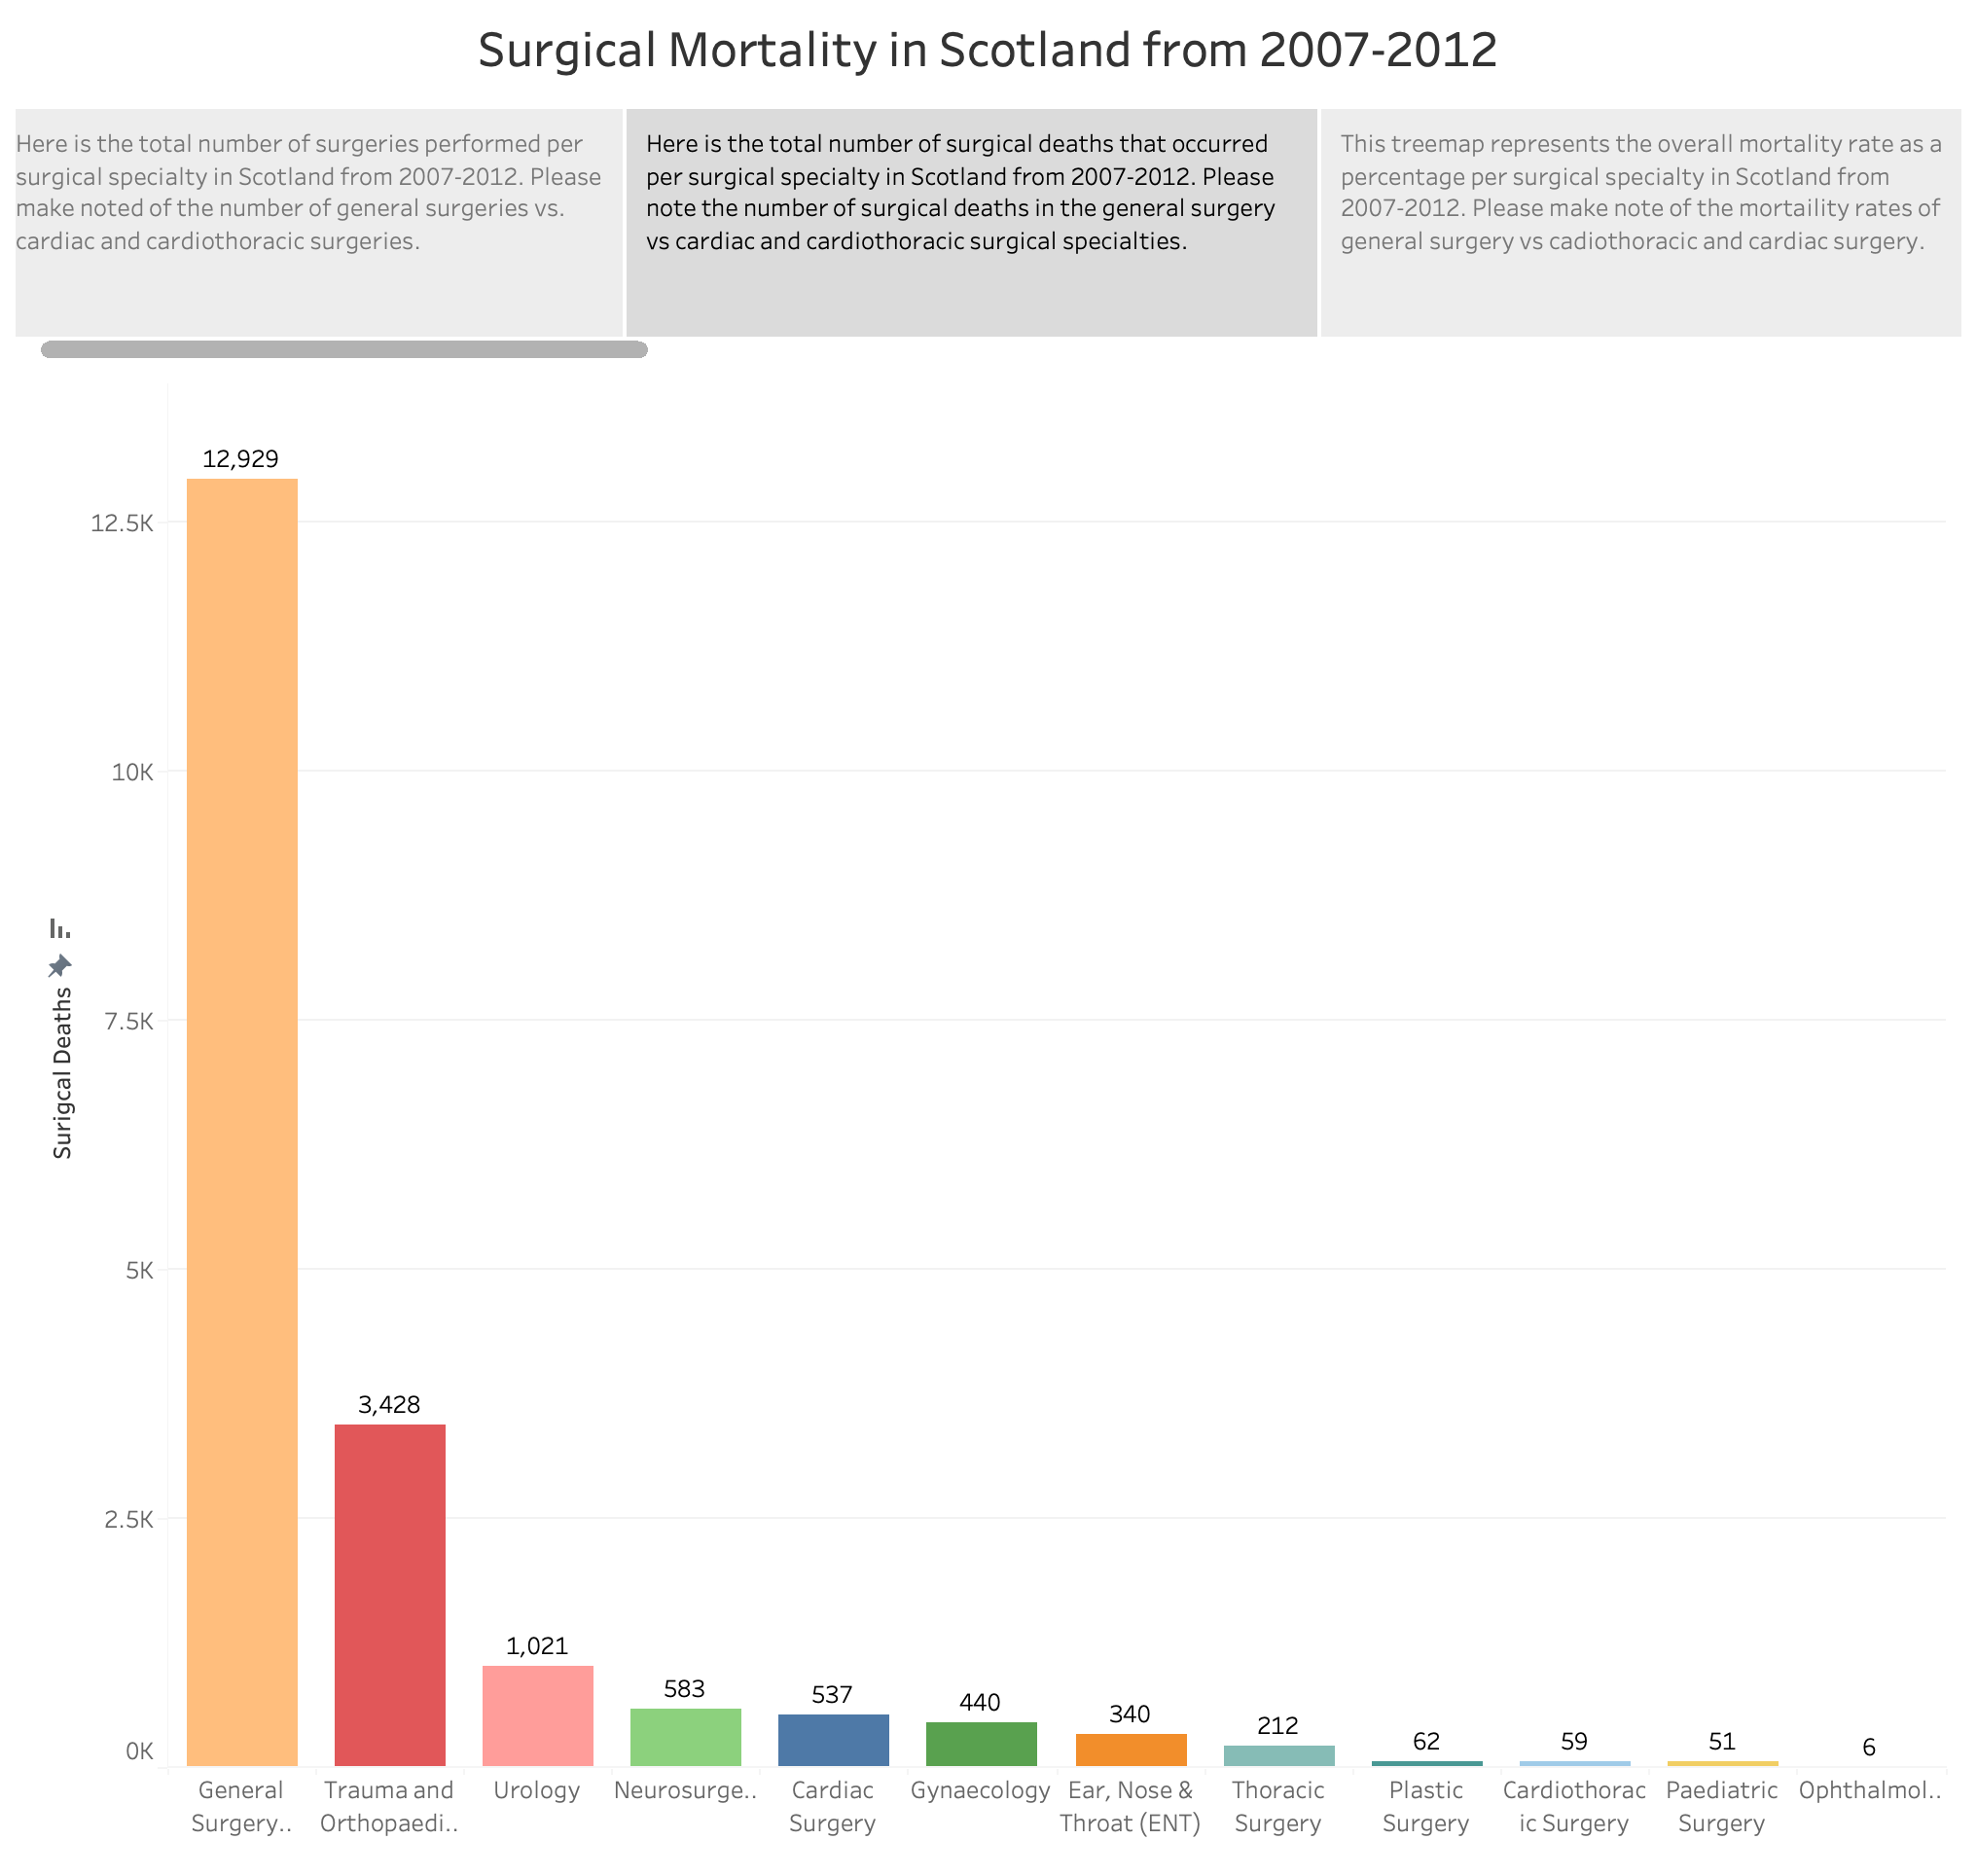 Surgical Mortality in Scotland from 2007-2012
Here is the total number of surgeries performed per
surgical specialty in Scotland from 2007-2012. Please
make noted of the number of general surgeries vs.
cardiac and cardiothoracic surgeries.
Here is the total number of surgical deaths that occurred
per surgical specialty in Scotland from 2007-2012. Please
note the number of surgical deaths in the general surgery
vs cardiac and cardiothoracic surgical specialties.
This treemap represents the overall mortality rate as a
percentage per surgical specialty in Scotland from
2007-2012. Please make note of the mortaility rates of
general surgery vs cadiothoracic and cardiac surgery.
Surigcal Deaths
12.5K
10K
7.5K
5K
2.5K
0K
12,929
3,428
1,021
583
537
440
340
212
62
59
51
6
General
Surgery..
Trauma and
Orthopaedi..
Urology
Neurosurge..
Cardiac
Surgery
Gynaecology
Ear, Nose &
Throat (ENT)
Thoracic
Surgery
Plastic
Surgery
Cardiothorac
ic Surgery
Paediatric
Surgery
Ophthalmol..